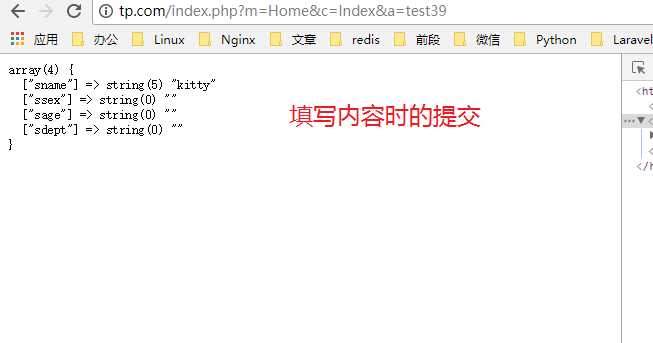 tp.com/index.php?m=Home&c=Index&a=test39
应用 办公 Linux Nginx 文章 redis 前段 微信 Python Laravel
array(4) {
["sname"] => string(5) "kitty"
["ssex"] => string(0) ""
["sage"] => string(0) ""
["sdept"] => string(0) ""
}
填写内容时的提交
<ht
<
</
</h